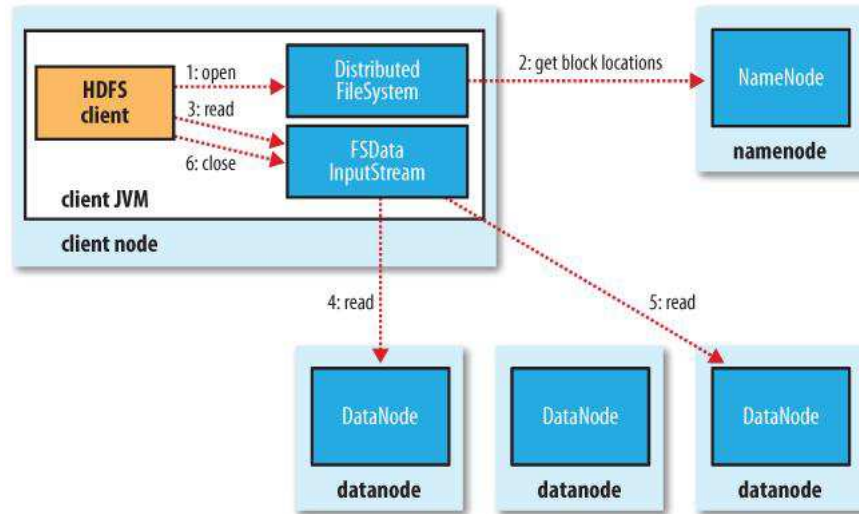 HDFS
client
1: open
3: read
6: close
Distributed
FileSystem
FSData
InputStream
client JVM
client node
2: get block locations
NameNode
namenode
4: read
5: read
DataNode
datanode
DataNode
datanode
DataNode
datanode